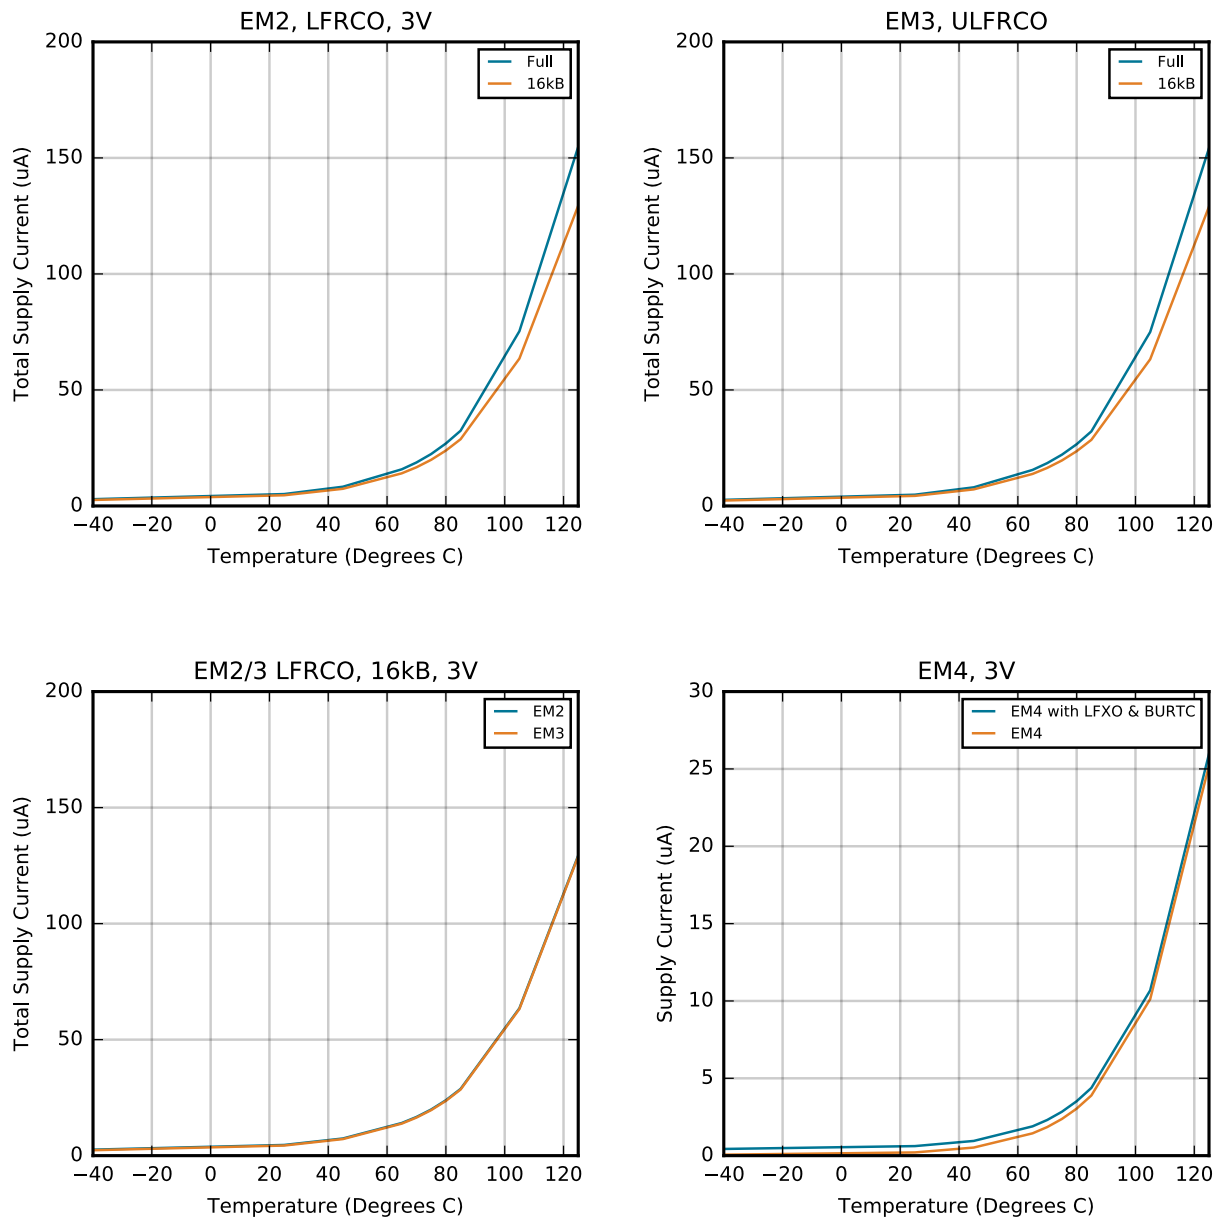 EM2, LFRCO, 3V
Total Supply Current (uA)
200
150
100
50
0
Full
16kB
−40 −20 0 20 40 60 80 100 120
Temperature (Degrees C)
EM3, ULFRCO
Total Supply Current (uA)
200
150
100
50
0
Full
16kB
−40 −20 0 20 40 60 80 100 120
Temperature (Degrees C)
EM2/3 LFRCO, 16kB, 3V
Total Supply Current (uA)
200
150
100
50
0
EM2
EM3
−40 −20 0 20 40 60 80 100 120
Temperature (Degrees C)
EM4, 3V
Supply Current (uA)
30
25
20
15
10
5
0
EM4 with LFXO & BURTC
EM4
−40 −20 0 20 40 60 80 100 120
Temperature (Degrees C)